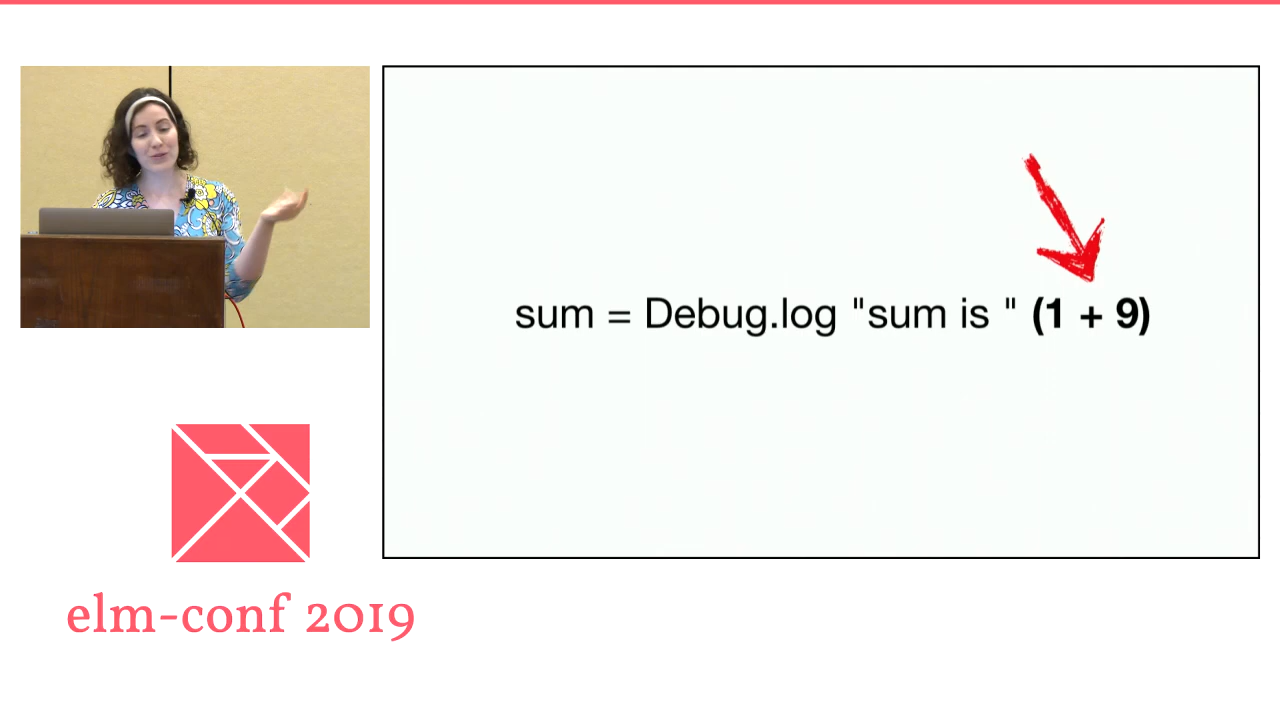 sum = Debug.log "sum is " (1 + 9)
elm-conf 2019